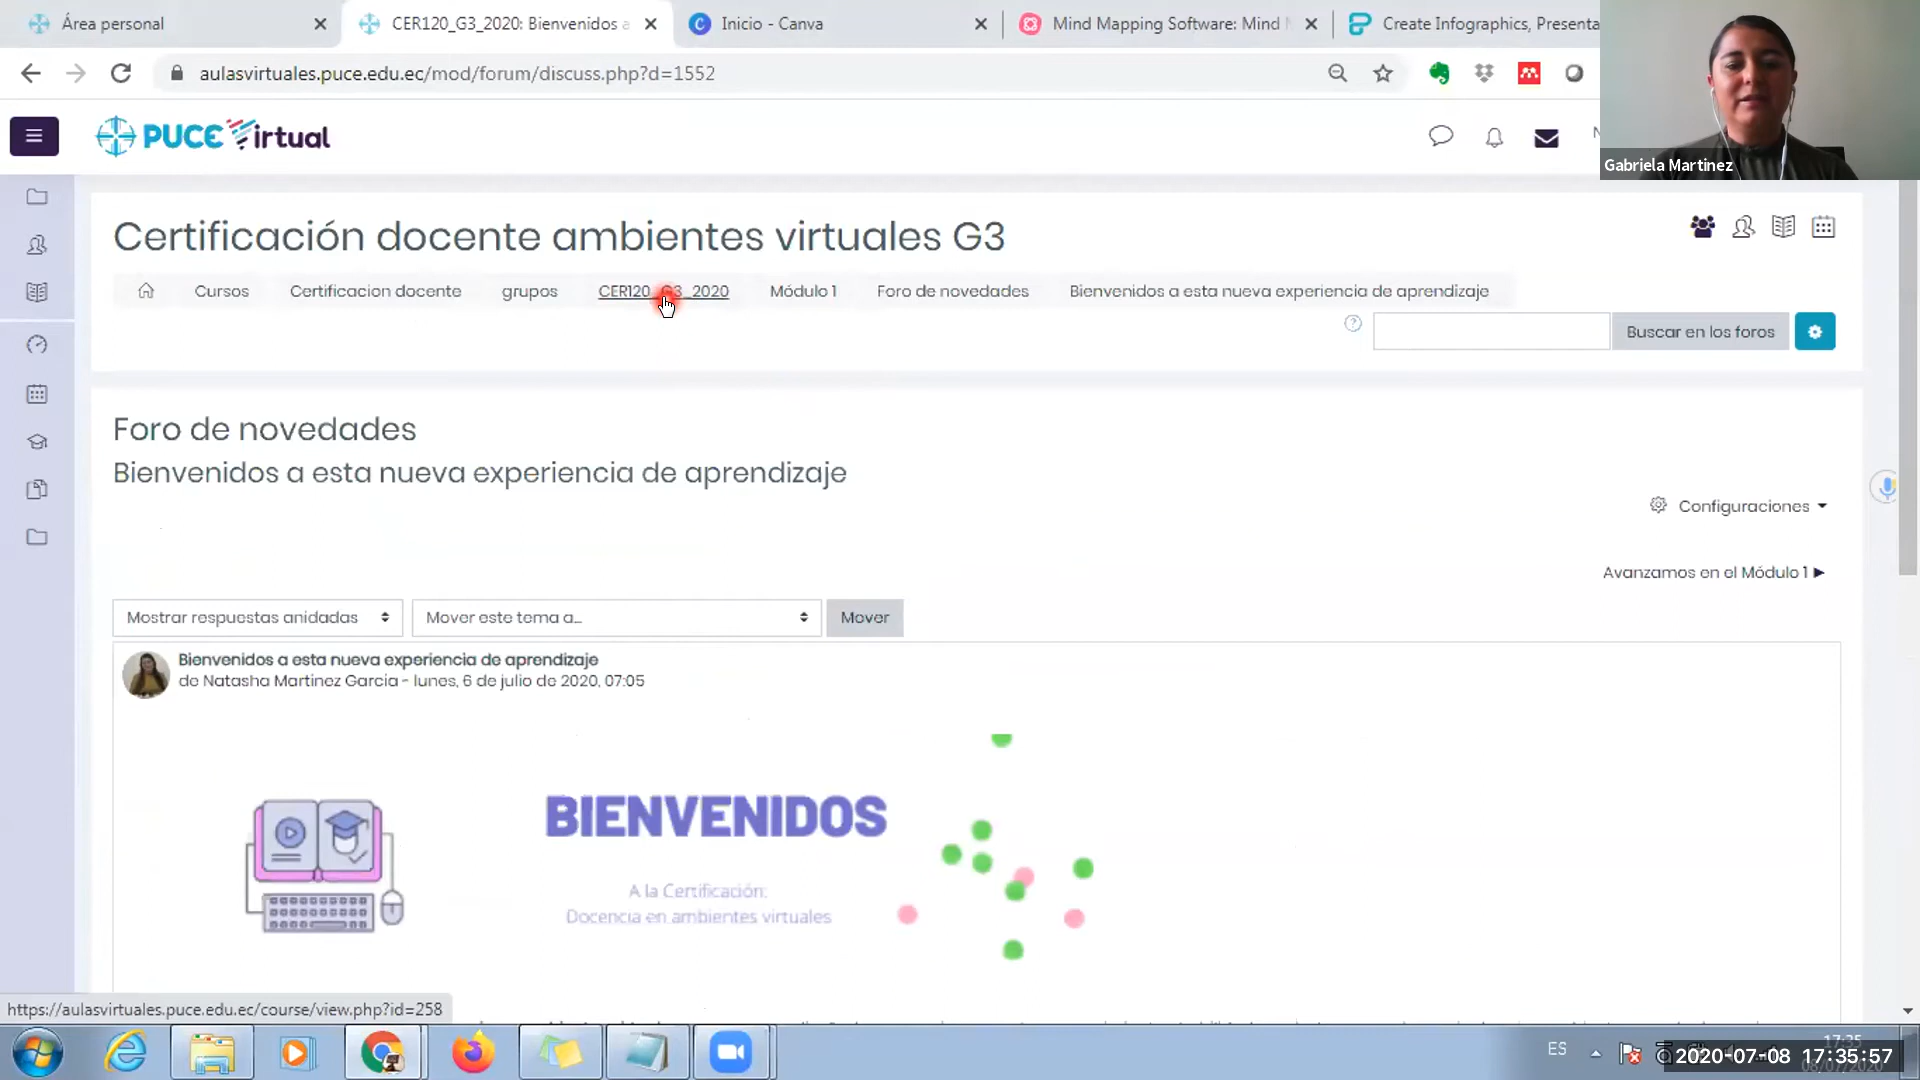 Área personal
CER120_G3_2020: Bienvenidos a
Inicio - Canva
Mind Mapping Software: Mind
Create Infographics, Presenta
aulasvirtuales.puce.edu.ec/mod/forum/discuss.php?d=1552
PUCE Virtual
Gabriela Martinez
Certificación docente ambientes virtuales G3
Cursos
Certificacion docente
grupos
CER120_G3_2020
Módulo 1
Foro de novedades
Bienvenidos a esta nueva experiencia de aprendizaje
Buscar en los foros
Foro de novedades
Bienvenidos a esta nueva experiencia de aprendizaje
Configuraciones
Avanzamos en el Módulo 1 ▶
Mostrar respuestas anidadas
Mover este tema a...
Mover
Bienvenidos a esta nueva experiencia de aprendizaje
de Natasha Martinez Garcia - lunes, 6 de julio de 2020, 07:05
BIENVENIDOS
A la Certificación:
Docencia en ambientes virtuales
https://aulasvirtuales.puce.edu.ec/course/view.php?id=258
ES
17:35
2020-07-08 17:35:57